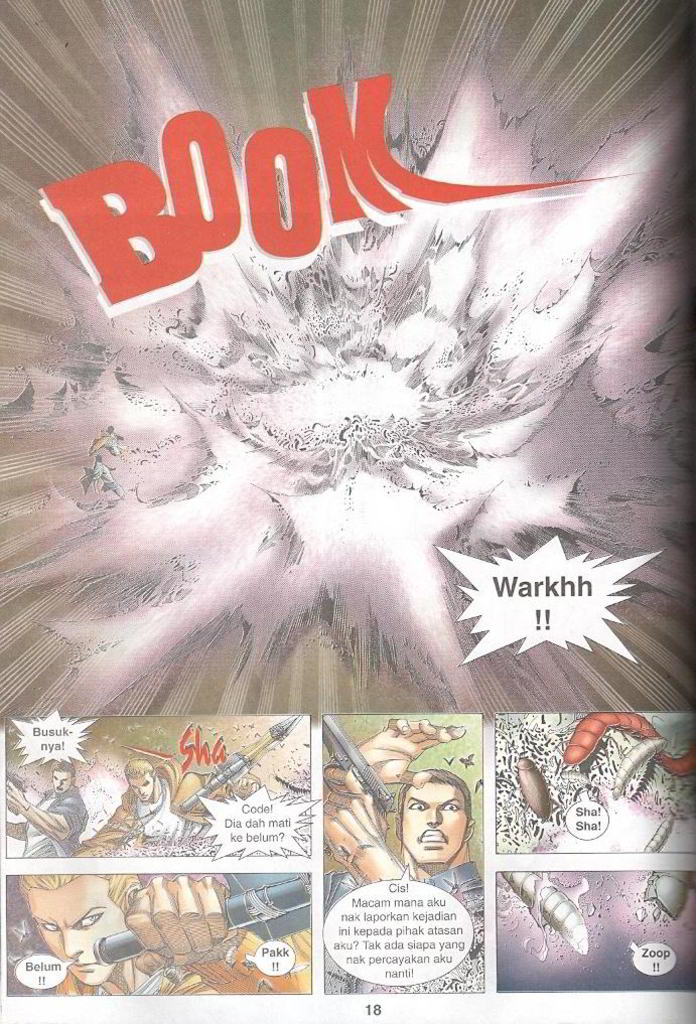 BOOK
Warkhh
!!
Busuk-
nya!
Sha
Code!
Dia dah mati
ke belum?
Belum
!!
Pakk
!!
Cis!
Macam mana aku
nak laporkan kejadian
ini kepada pihak atasan
aku? Tak ada siapa yang
nak percayakan aku
nanti!
Sha!
Sha!
Zoop
!!
18